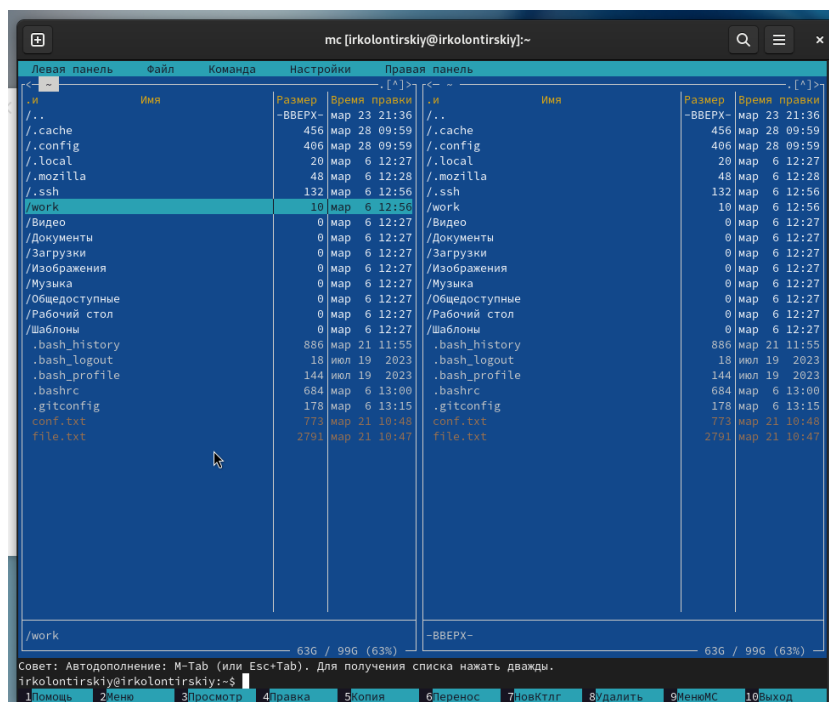 mc [irkolontirskiy@irkolontirskiy]:~
Левая панель Файл Команда Настройки Правая панель
<- ~ .[^]> <- ~ .[^]>
.и Имя Размер Время правки .и Имя Размер Время правки
/.. -ВВЕРХ- мар 23 21:36 /.. -ВВЕРХ- мар 23 21:36
/.cache 456 мар 28 09:59 /.cache 456 мар 28 09:59
/.config 406 мар 28 09:59 /.config 406 мар 28 09:59
/.local 20 мар 6 12:27 /.local 20 мар 6 12:27
/.mozilla 48 мар 6 12:28 /.mozilla 48 мар 6 12:28
/.ssh 132 мар 6 12:56 /.ssh 132 мар 6 12:56
/work 10 мар 6 12:56 /work 10 мар 6 12:56
/Видео 0 мар 6 12:27 /Видео 0 мар 6 12:27
/Документы 0 мар 6 12:27 /Документы 0 мар 6 12:27
/Загрузки 0 мар 6 12:27 /Загрузки 0 мар 6 12:27
/Изображения 0 мар 6 12:27 /Изображения 0 мар 6 12:27
/Музыка 0 мар 6 12:27 /Музыка 0 мар 6 12:27
/Общедоступные 0 мар 6 12:27 /Общедоступные 0 мар 6 12:27
/Рабочий стол 0 мар 6 12:27 /Рабочий стол 0 мар 6 12:27
/Шаблоны 0 мар 6 12:27 /Шаблоны 0 мар 6 12:27
.bash_history 886 мар 21 11:55 .bash_history 886 мар 21 11:55
.bash_logout 18 июл 19 2023 .bash_logout 18 июл 19 2023
.bash_profile 144 июл 19 2023 .bash_profile 144 июл 19 2023
.bashrc 684 мар 6 13:00 .bashrc 684 мар 6 13:00
.gitconfig 178 мар 6 13:15 .gitconfig 178 мар 6 13:15
conf.txt 773 мар 21 10:48 conf.txt 773 мар 21 10:48
file.txt 2791 мар 21 10:47 file.txt 2791 мар 21 10:47
/work -ВВЕРХ-
63G / 99G (63%) 63G / 99G (63%)
Совет: Автодополнение: M-Tab (или Esc+Tab). Для получения списка нажать дважды.
irkolontirskiy@irkolontirskiy:~$
1Помощь 2Меню 3Просмотр 4Правка 5Копия 6Перенос 7НовКтлг 8Удалить 9МенюМС 10Выход